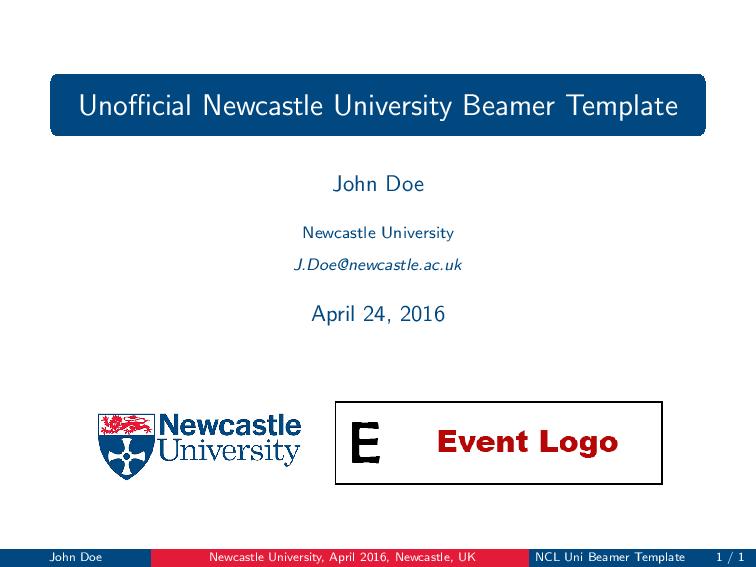 Unofficial Newcastle University Beamer Template
John Doe
Newcastle University
J.Doe@newcastle.ac.uk
April 24, 2016
Newcastle
University
E Event Logo
John Doe Newcastle University, April 2016, Newcastle, UK NCL Uni Beamer Template 1 / 1